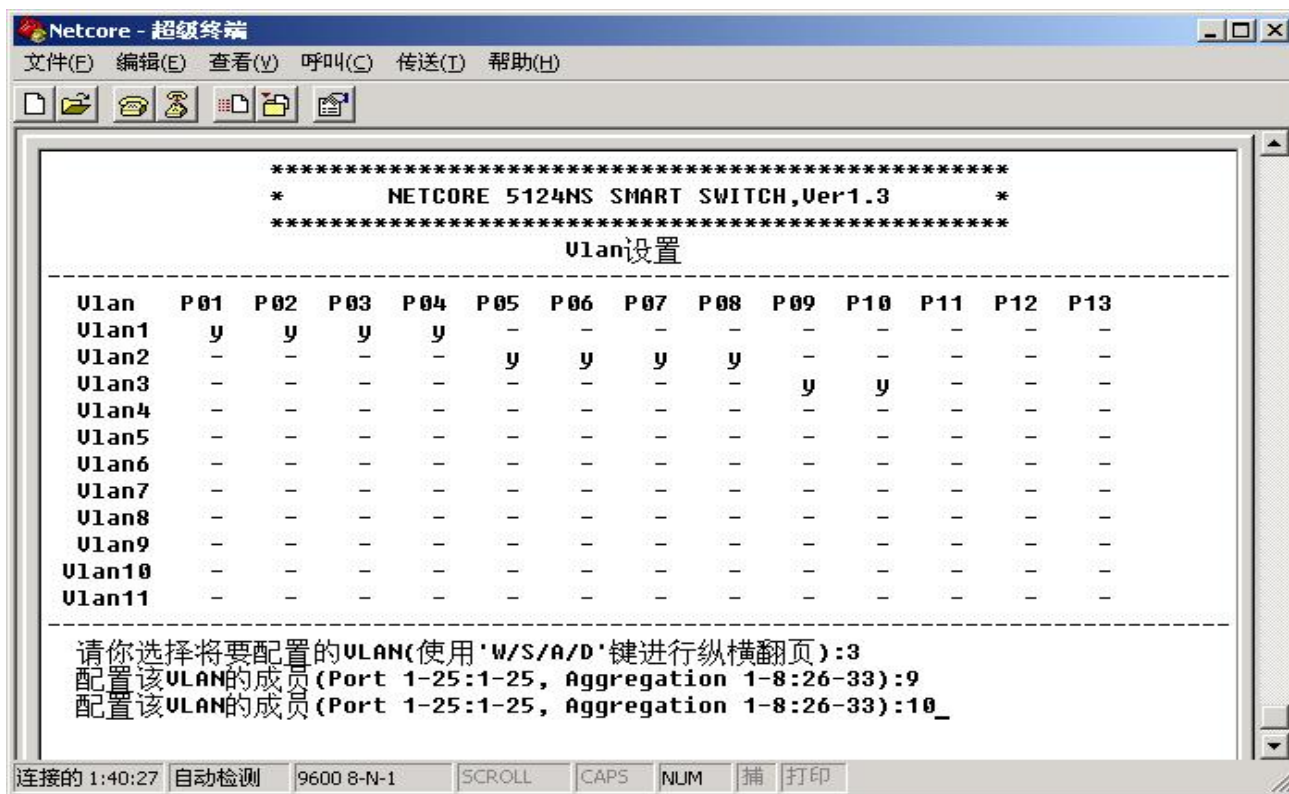 Netcore - 超级终端
文件(F) 编辑(E) 查看(V) 呼叫(C) 传送(T) 帮助(H)
***************************************************
* NETCORE 5124NS SMART SWITCH,Ver1.3 *
***************************************************
Vlan设置
Vlan P01 P02 P03 P04 P05 P06 P07 P08 P09 P10 P11 P12 P13
Vlan1 y y y y - - - - - - - - -
Vlan2 - - - - y y y y - - - - -
Vlan3 - - - - - - - - y y - - -
Vlan4 - - - - - - - - - - - - -
Vlan5 - - - - - - - - - - - - -
Vlan6 - - - - - - - - - - - - -
Vlan7 - - - - - - - - - - - - -
Vlan8 - - - - - - - - - - - - -
Vlan9 - - - - - - - - - - - - -
Vlan10 - - - - - - - - - - - - -
Vlan11 - - - - - - - - - - - - -
请你选择将要配置的VLAN(使用'W/S/A/D'键进行纵横翻页):3
配置该VLAN的成员(Port 1-25:1-25, Aggregation 1-8:26-33):9
配置该VLAN的成员(Port 1-25:1-25, Aggregation 1-8:26-33):10_
连接的 1:40:27 自动检测 9600 8-N-1 SCROLL CAPS NUM 捕 打印